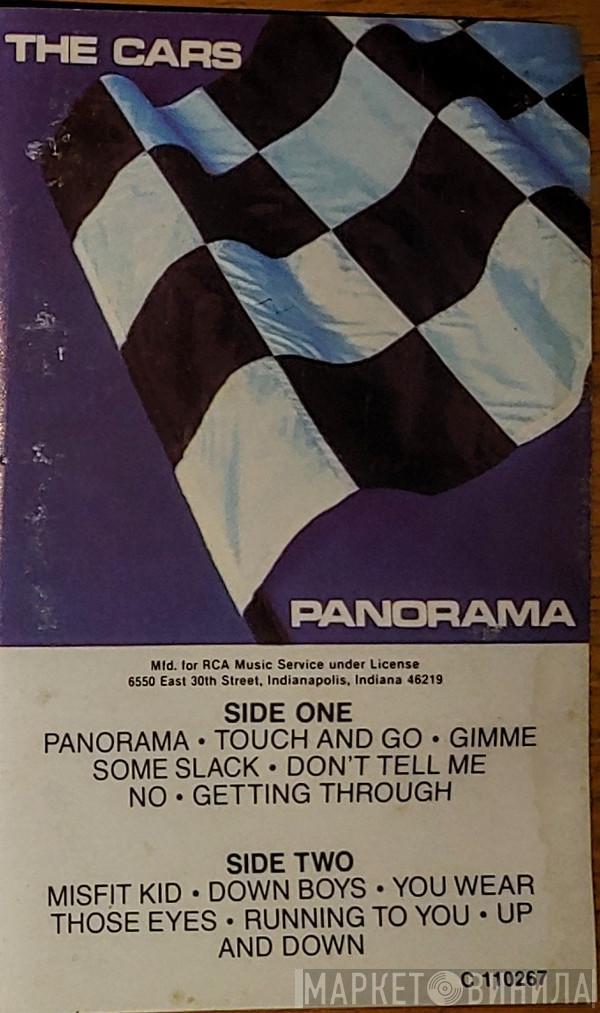 THE CARS
PANORAMA
Mfd. for RCA Music Service under License
6550 East 30th Street, Indianapolis, Indiana 46219
SIDE ONE
PANORAMA • TOUCH AND GO • GIMME
SOME SLACK • DON'T TELL ME
NO • GETTING THROUGH
SIDE TWO
MISFIT KID • DOWN BOYS • YOU WEAR
THOSE EYES • RUNNING TO YOU • UP
AND DOWN
C 110267
МАРКЕТ ВИНИЛА